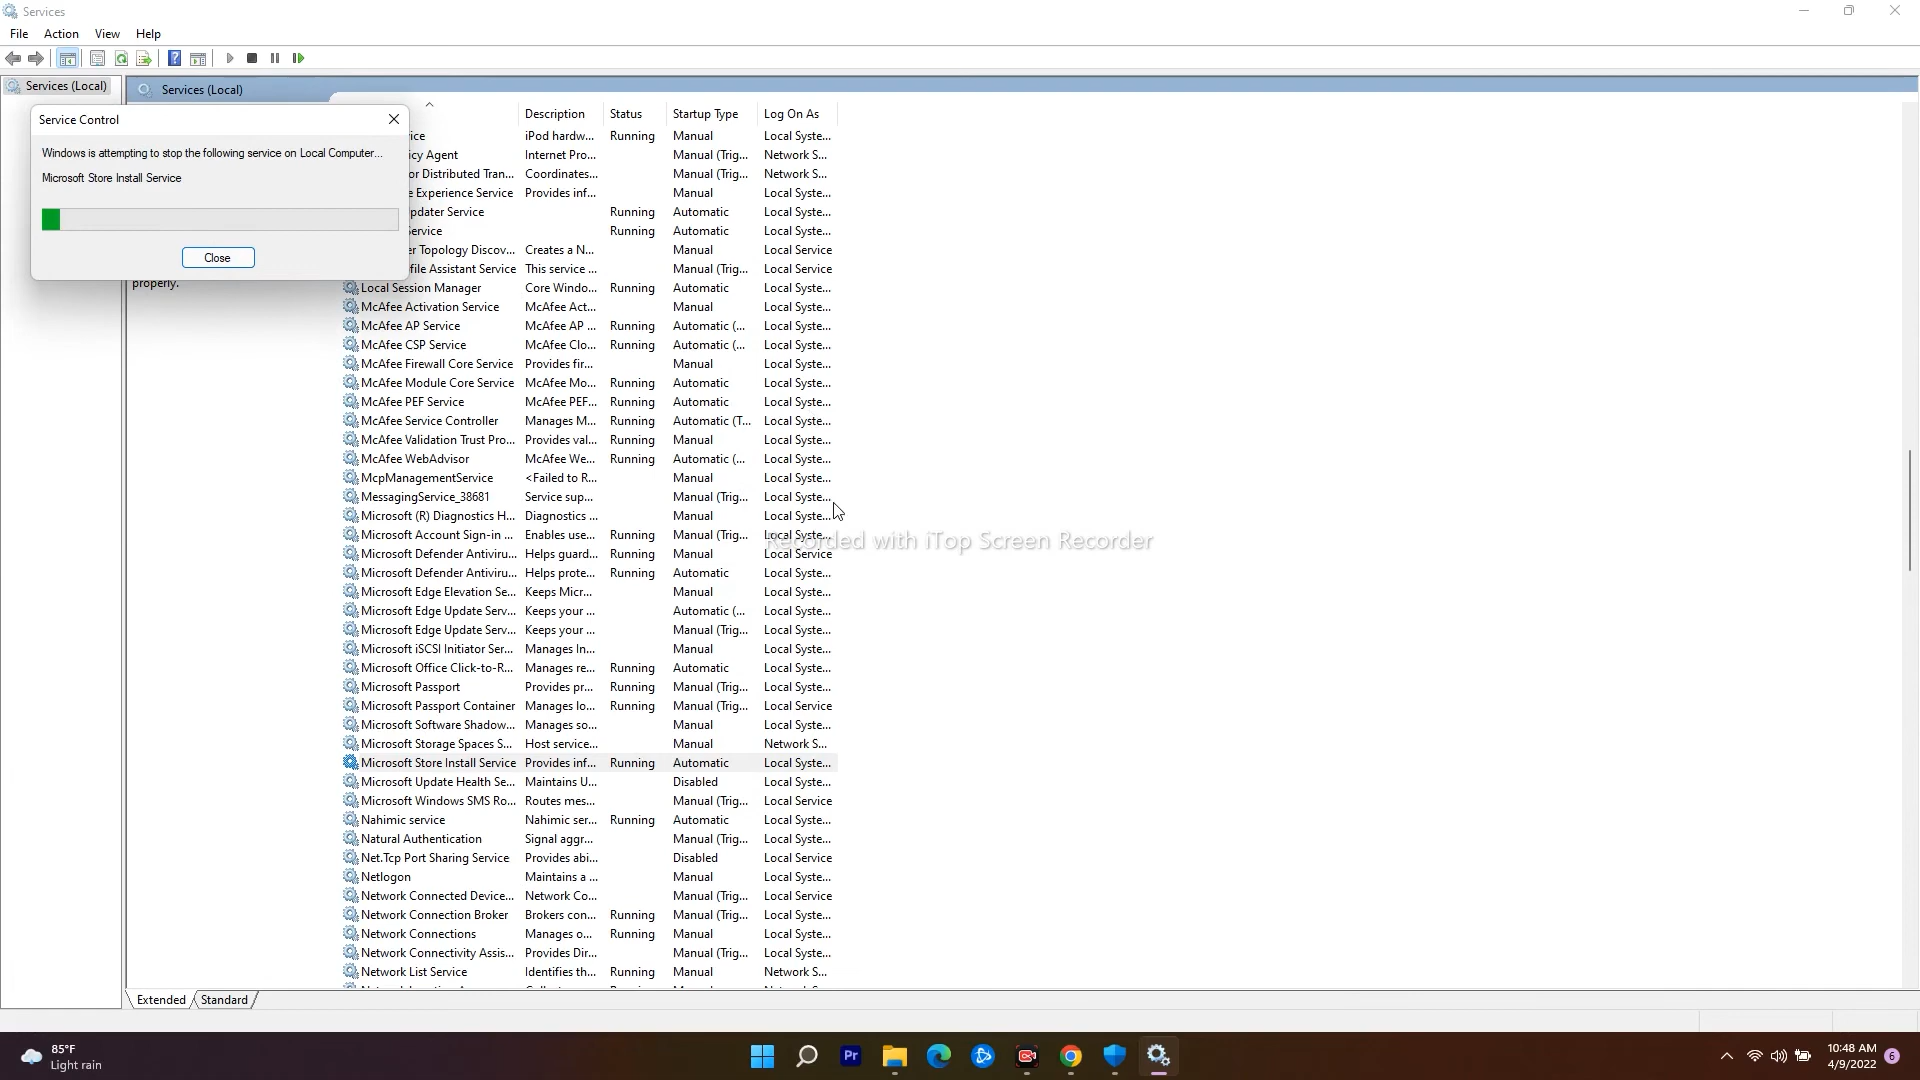 Services
File Action View Help
Services (Local)
Services (Local)
Service Control
Windows is attempting to stop the following service on Local Computer...
Microsoft Store Install Service
Close
properly.
Description Status Startup Type Log On As
ice iPod hardw... Running Manual Local Syste...
icy Agent Internet Pro... Manual (Trig... Network S...
or Distributed Tran... Coordinates... Manual (Trig... Network S...
e Experience Service Provides inf... Manual Local Syste...
pdater Service Running Automatic Local Syste...
Service Running Automatic Local Syste...
er Topology Discov... Creates a N... Manual Local Service
file Assistant Service This service ... Manual (Trig... Local Service
Local Session Manager Core Windo... Running Automatic Local Syste...
McAfee Activation Service McAfee Act... Manual Local Syste...
McAfee AP Service McAfee AP ... Running Automatic (... Local Syste...
McAfee CSP Service McAfee Clo... Running Automatic (... Local Syste...
McAfee Firewall Core Service Provides fir... Manual Local Syste...
McAfee Module Core Service McAfee Mo... Running Automatic Local Syste...
McAfee PEF Service McAfee PEF... Running Automatic Local Syste...
McAfee Service Controller Manages M... Running Automatic (T... Local Syste...
McAfee Validation Trust Pro... Provides val... Running Manual Local Syste...
McAfee WebAdvisor McAfee We... Running Automatic (... Local Syste...
McpManagementService <Failed to R... Manual Local Syste...
MessagingService_38681 Service sup... Manual (Trig... Local Syste...
Microsoft (R) Diagnostics H... Diagnostics ... Manual Local Syste...
Microsoft Account Sign-in ... Enables use... Running Manual (Trig... Local Syste...
Recorded with iTop Screen Recorder
Microsoft Defender Antiviru... Helps guard... Running Manual Local Service
Microsoft Defender Antiviru... Helps prote... Running Automatic Local Syste...
Microsoft Edge Elevation Se... Keeps Micr... Manual Local Syste...
Microsoft Edge Update Serv... Keeps your ... Automatic (... Local Syste...
Microsoft Edge Update Serv... Keeps your ... Manual (Trig... Local Syste...
Microsoft iSCSI Initiator Ser... Manages In... Manual Local Syste...
Microsoft Office Click-to-R... Manages re... Running Automatic Local Syste...
Microsoft Passport Provides pr... Running Manual (Trig... Local Syste...
Microsoft Passport Container Manages lo... Running Manual (Trig... Local Service
Microsoft Software Shadow... Manages so... Manual Local Syste...
Microsoft Storage Spaces S... Host service... Manual Network S...
Microsoft Store Install Service Provides inf... Running Automatic Local Syste...
Microsoft Update Health Se... Maintains U... Disabled Local Syste...
Microsoft Windows SMS Ro... Routes mes... Manual (Trig... Local Service
Nahimic service Nahimic ser... Running Automatic Local Syste...
Natural Authentication Signal aggr... Manual (Trig... Local Syste...
Net.Tcp Port Sharing Service Provides abi... Disabled Local Service
Netlogon Maintains a ... Manual Local Syste...
Network Connected Device... Network Co... Manual (Trig... Local Service
Network Connection Broker Brokers con... Running Manual (Trig... Local Syste...
Network Connections Manages o... Running Manual Local Syste...
Network Connectivity Assis... Provides Dir... Manual (Trig... Local Syste...
Network List Service Identifies th... Running Manual Network S...
Extended Standard
85°F
Light rain
Pr
10:48 AM
4/9/2022
6